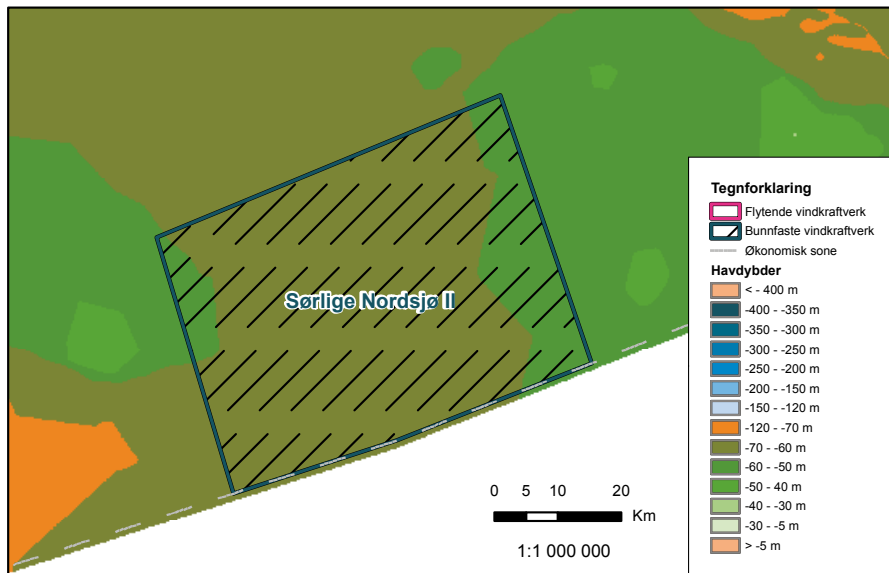 Sørlige Nordsjø II
Tegnforklaring
Flytende vindkraftverk
Bunnfaste vindkraftverk
Økonomisk sone
Havdybder
< - 400 m
-400 - -350 m
-350 - -300 m
-300 - -250 m
-250 - -200 m
-200 - -150 m
-150 - -120 m
-120 - -70 m
-70 - -60 m
-60 - -50 m
-50 - 40 m
-40 - -30 m
-30 - -5 m
> -5 m
0 5 10 20
Km
1:1 000 000